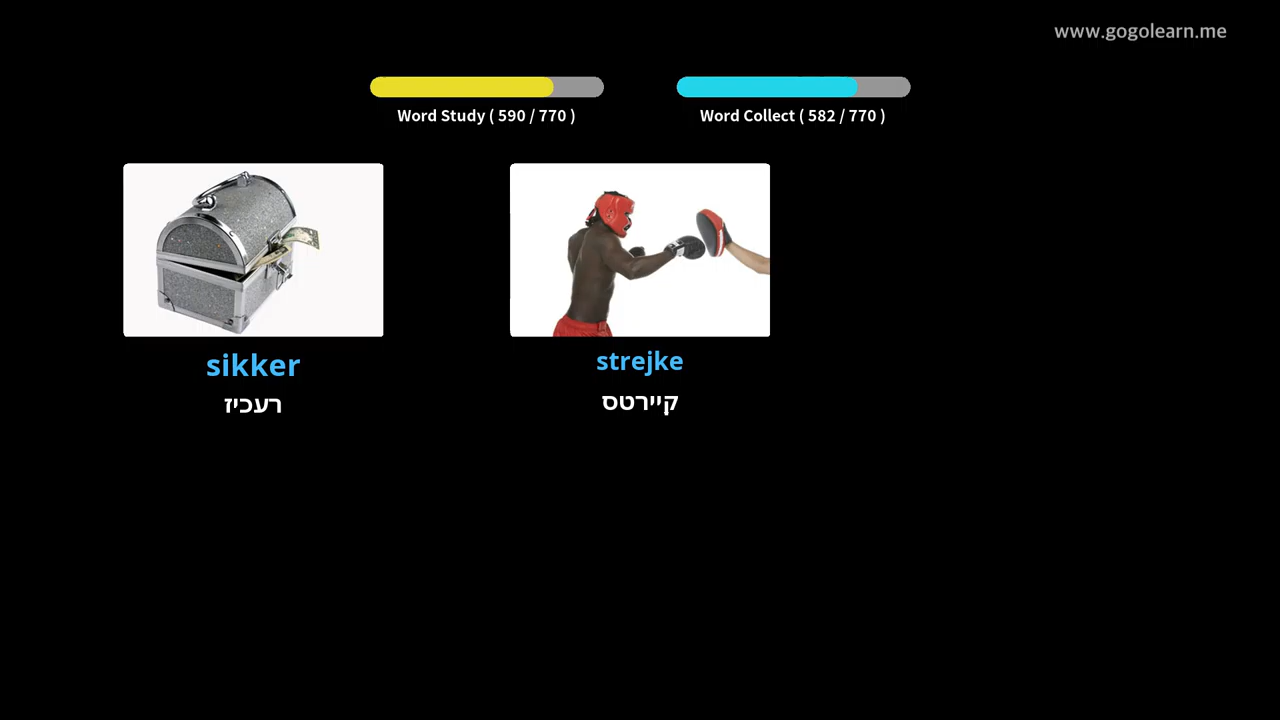 www.gogolearn.me
Word Study ( 590 / 770 )
Word Collect ( 582 / 770 )
sikker
רעכיז
strejke
קיירטס